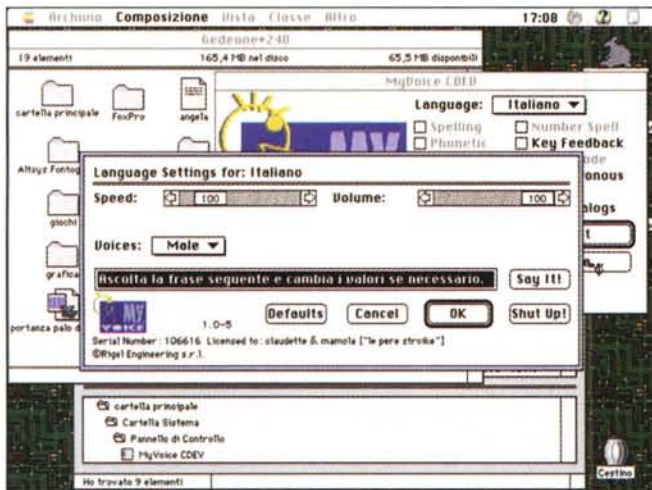 Archivio Composizione Vista Classe Altro 17:08
Gedeone*240
19 elementi 165,4 MB nel disco 65,5 MB disponibili
MyVoice CDEV
cartella principale FoxPro angela
Language: Italiano
Spelling Number Spell
Phonetic Key Feedback
Altsys Fontog
giochi
grafica
portanza palo d
Language Settings for: Italiano
Speed: 100 Volume: 100
Voices: Male
Ascolta la frase seguente e cambia i valori se necessario. Say It!
MY VOICE 1.0-5 Defaults Cancel OK Shut Up!
Serial Number: 106616 Licensed to: claudette & mamola ["le pere stroike"]
©Rigel Engineering s.r.l.
cartella principale
Cartella Sistema
Pannello di Controllo
MyVoice CDEV
Ho trovato 9 elementi
Cestino